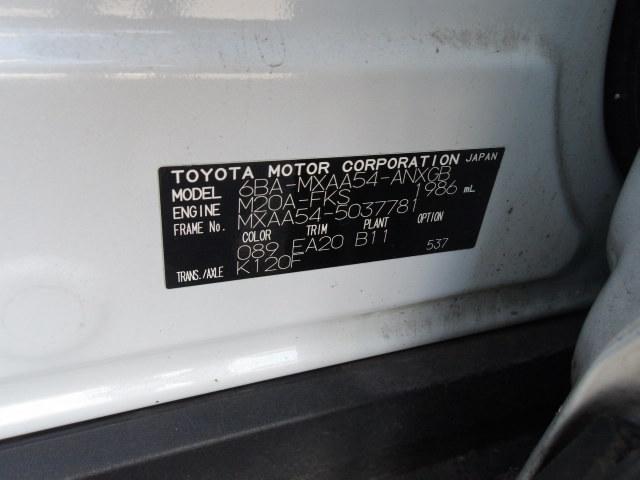 TOYOTA MOTOR CORPORATION JAPAN
MODEL 6BA-MXAA54-ANXGB
ENGINE M20A-FKS 1986 mL
FRAME No. MXAA54-5037781
COLOR TRIM PLANT OPTION
089 EA20 B11 537
TRANS./AXLE K120F